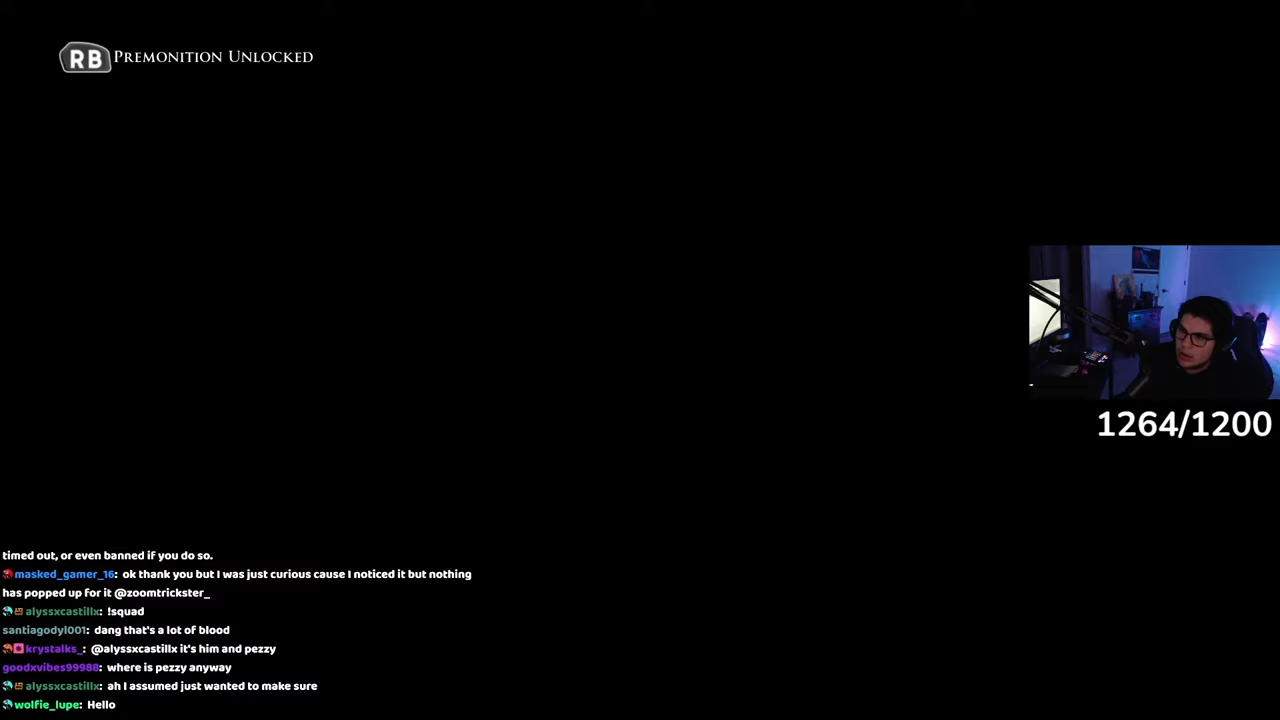 RB Premonition Unlocked
1264/1200
timed out, or even banned if you do so.
masked_gamer_16: ok thank you but I was just curious cause I noticed it but nothing
has popped up for it @zoomtrickster_
alyssxcastillx: !squad
santiagodyl001: dang that's a lot of blood
krystalks_: @alyssxcastillx it's him and pezzy
goodxvibes99988: where is pezzy anyway
alyssxcastillx: ah I assumed just wanted to make sure
wolfie_lupe: Hello